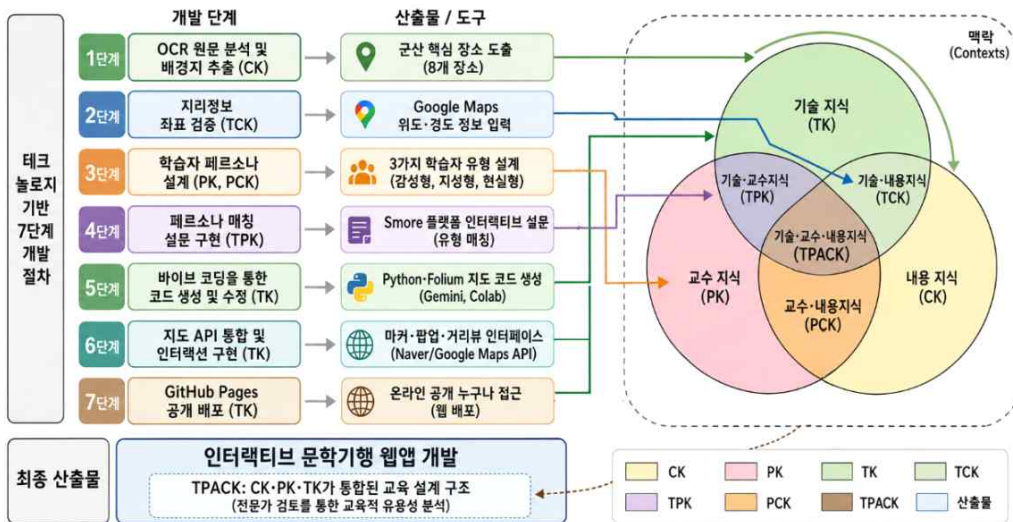 개발 단계
산출물 / 도구
테크
놀로지
기반
7단계
개발
절차
1단계
OCR 원문 분석 및
배경지 추출 (CK)
군산 핵심 장소 도출
(8개 장소)
2단계
지리정보
좌표 검증 (TCK)
Google Maps
위도·경도 정보 입력
3단계
학습자 페르소나
설계 (PK, PCK)
3가지 학습자 유형 설계
(감성형, 지성형, 현실형)
4단계
페르소나 매칭
설문 구현 (TPK)
Smore 플랫폼 인터랙티브 설문
(유형 매칭)
5단계
바이브 코딩을 통한
코드 생성 및 수정 (TK)
Python·Folium 지도 코드 생성
(Gemini, Colab)
6단계
지도 API 통합 및
인터랙션 구현 (TK)
마커·팝업·거리뷰 인터페이스
(Naver/Google Maps API)
7단계
GitHub Pages
공개 배포 (TK)
온라인 공개 누구나 접근
(웹 배포)
맥락
(Contexts)
기술 지식
(TK)
기술·교수지식
(TPK)
기술·내용지식
(TCK)
기술·교수·내용지식
(TPACK)
교수 지식
(PK)
내용 지식
(CK)
교수·내용지식
(PCK)
최종 산출물
인터랙티브 문학기행 웹앱 개발
TPACK: CK·PK·TK가 통합된 교육 설계 구조
(전문가 검토를 통한 교육적 유용성 분석)
CK
PK
TK
TCK
TPK
PCK
TPACK
산출물